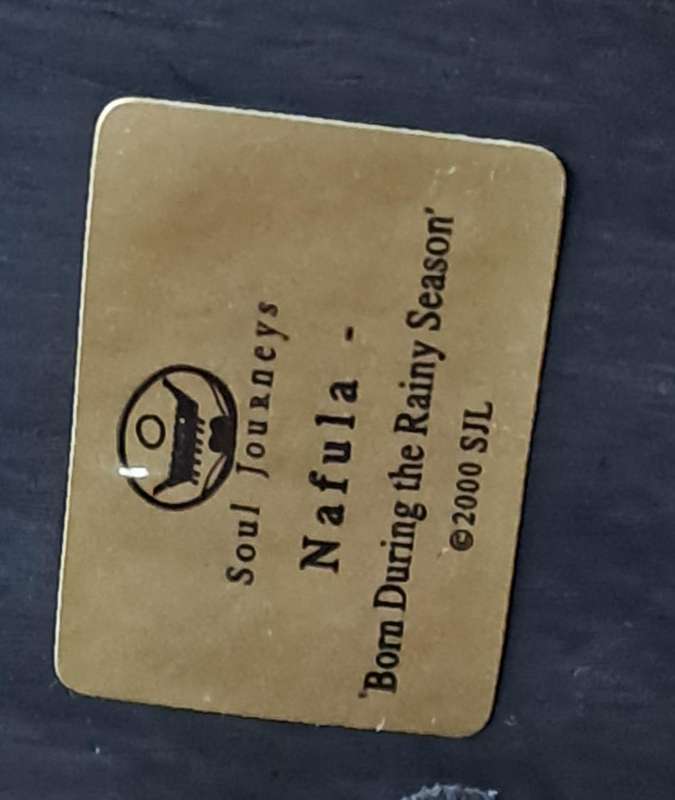 Soul Journeys
Nafula -
'Born During the Rainy Season'
©2000 SJL